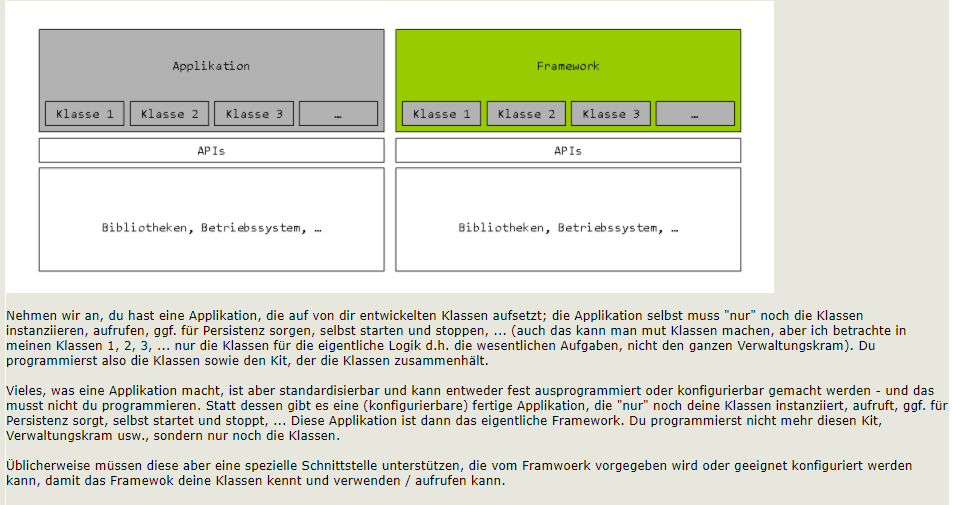 Applikation
Framework
Klasse 1
Klasse 2
Klasse 3
…
Klasse 1
Klasse 2
Klasse 3
…
APIs
APIs
Bibliotheken, Betriebssystem, …
Bibliotheken, Betriebssystem, …
Nehmen wir an, du hast eine Applikation, die auf von dir entwickelten Klassen aufsetzt; die Applikation selbst muss "nur" noch die Klassen
instanziieren, aufrufen, ggf. für Persistenz sorgen, selbst starten und stoppen, ... (auch das kann man mut Klassen machen, aber ich betrachte in
meinen Klassen 1, 2, 3, ... nur die Klassen für die eigentliche Logik d.h. die wesentlichen Aufgaben, nicht den ganzen Verwaltungskram). Du
programmierst also die Klassen sowie den Kit, der die Klassen zusammenhält.
Vieles, was eine Applikation macht, ist aber standardisierbar und kann entweder fest ausprogrammiert oder konfigurierbar gemacht werden - und das
musst nicht du programmieren. Statt dessen gibt es eine (konfigurierbare) fertige Applikation, die "nur" noch deine Klassen instanziiert, aufruft, ggf. für
Persistenz sorgt, selbst startet und stoppt, ... Diese Applikation ist dann das eigentliche Framework. Du programmierst nicht mehr diesen Kit,
Verwaltungskram usw., sondern nur noch die Klassen.
Üblicherweise müssen diese aber eine spezielle Schnittstelle unterstützen, die vom Framwoerk vorgegeben wird oder geeignet konfiguriert werden
kann, damit das Framewok deine Klassen kennt und verwenden / aufrufen kann.